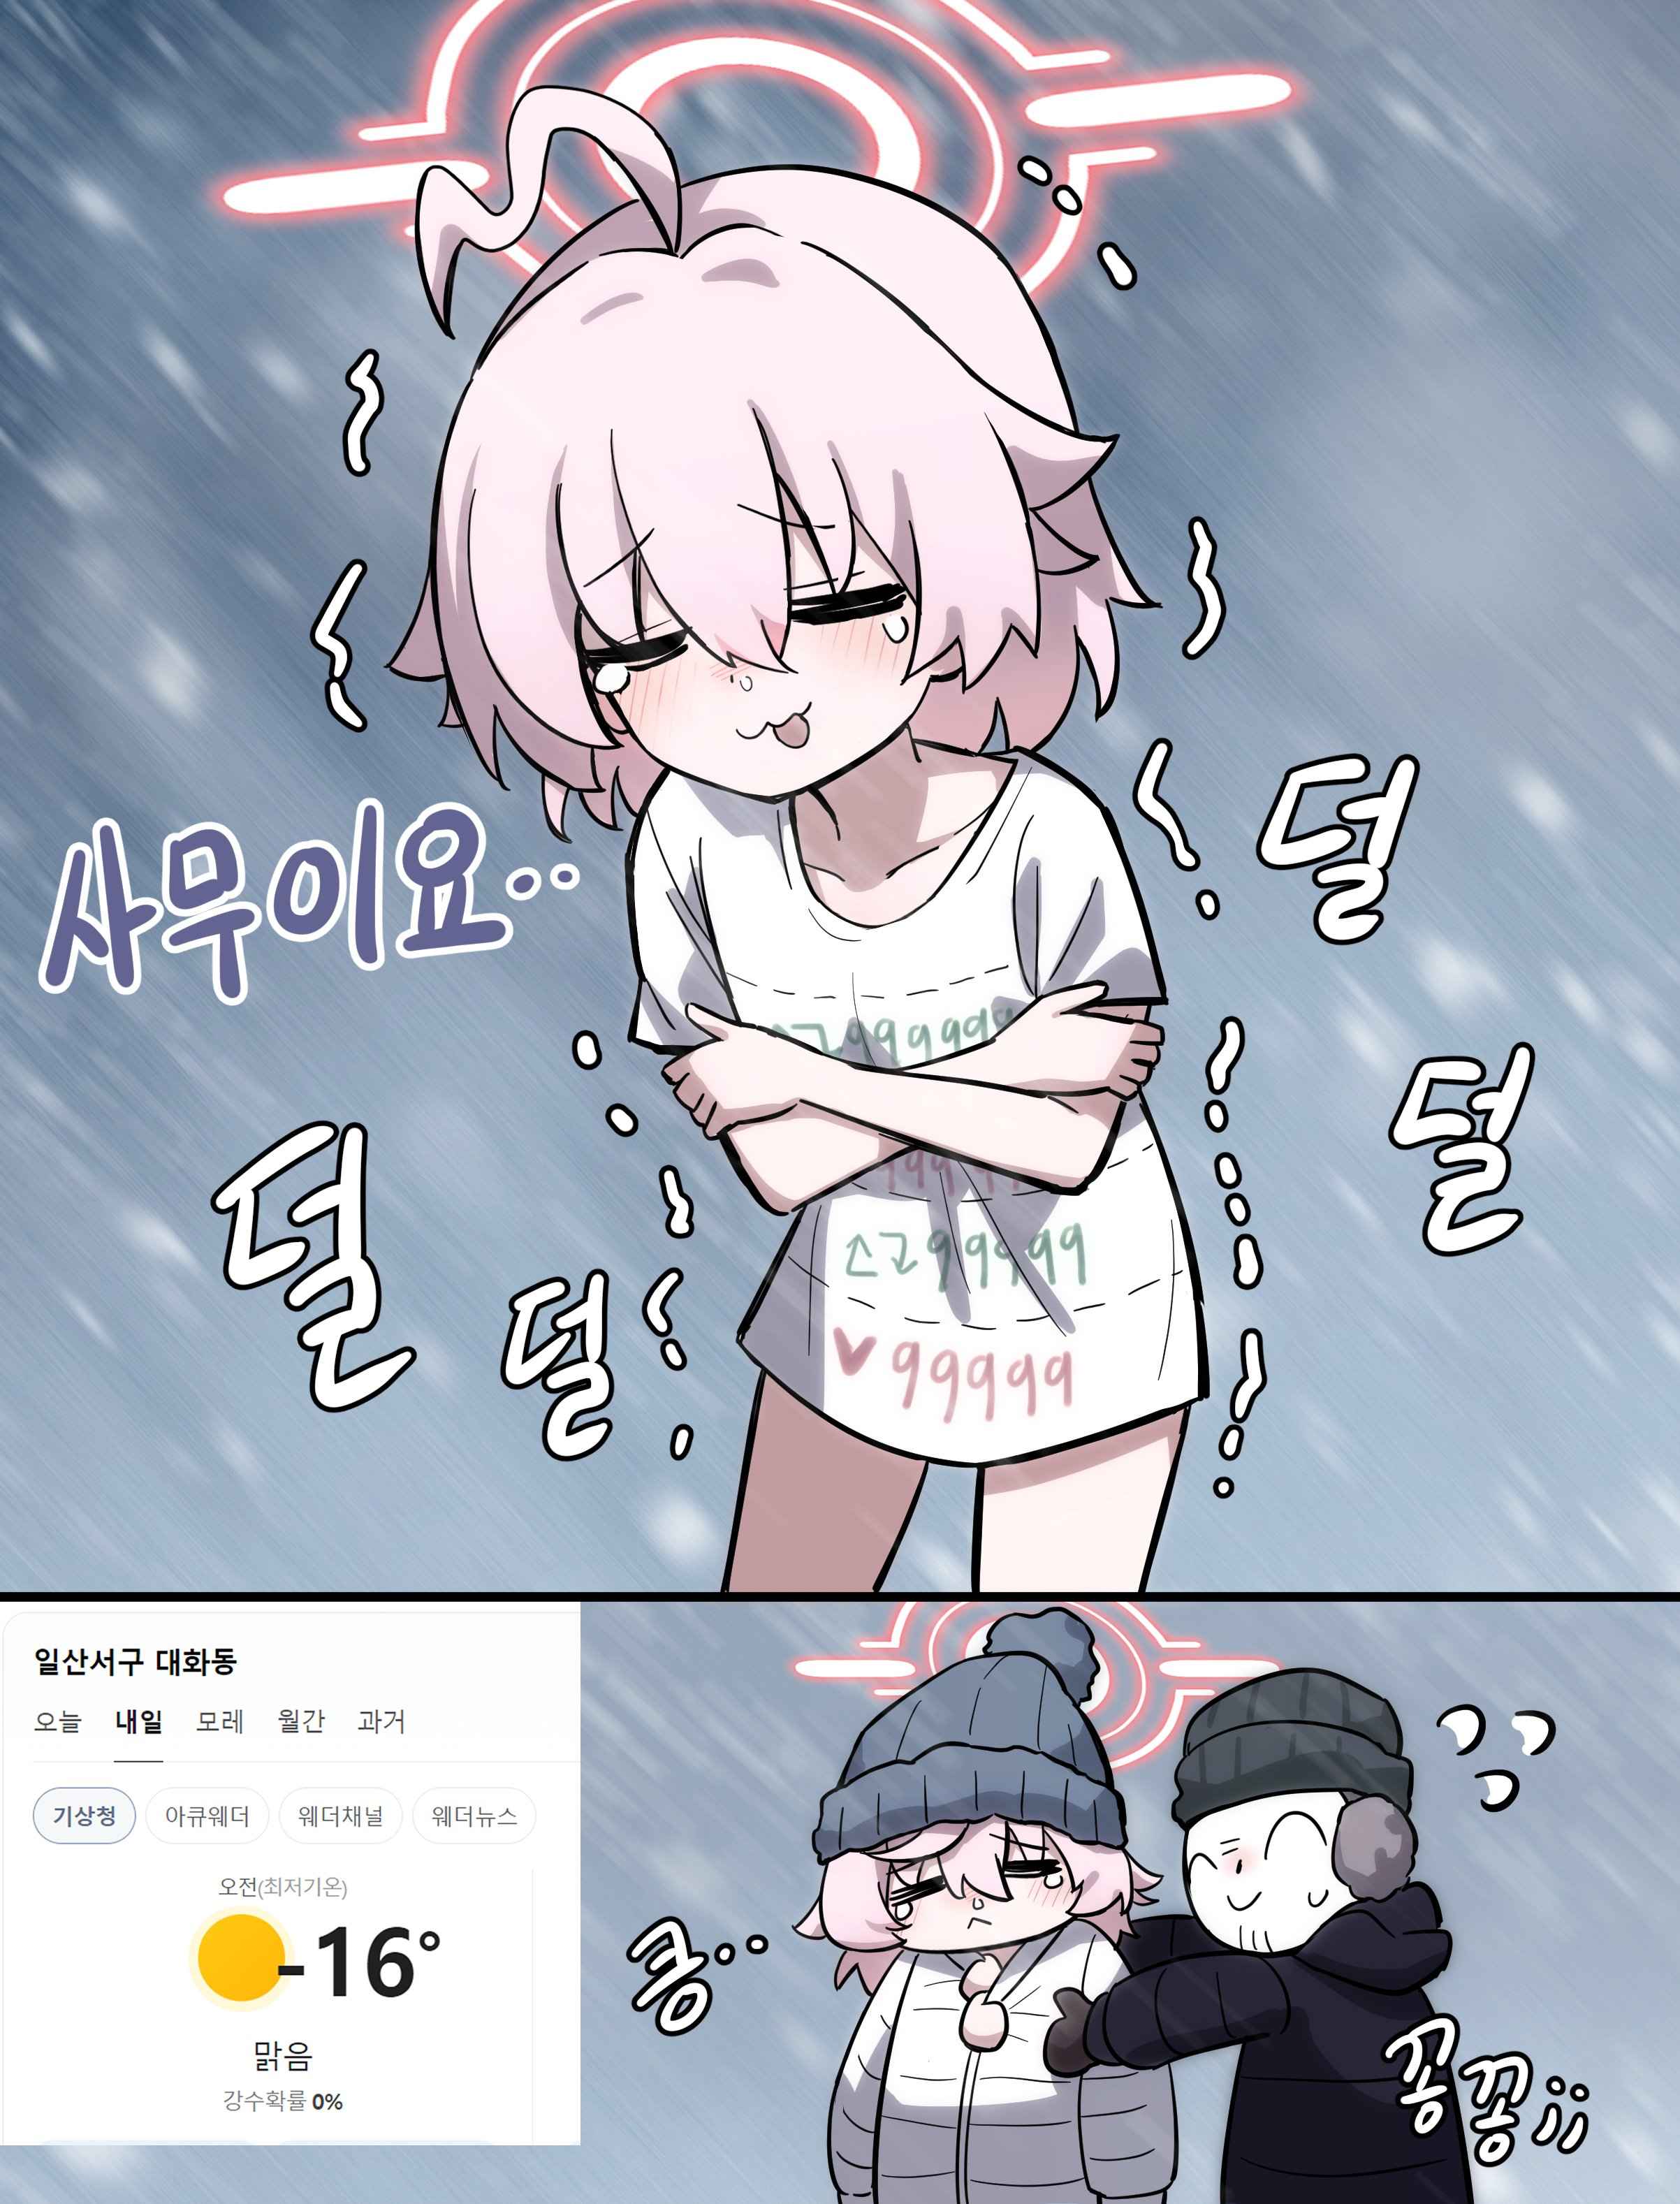 사무이요..
덜
덜
덜
덜
스고99999
99999
스고99999
♥99999
일산서구 대화동
오늘 내일 모레 월간 과거
기상청 아큐웨더 웨더채널 웨더뉴스
오전(최저기온)
-16°
맑음
강수확률 0%
킁..
꽁꽁;;